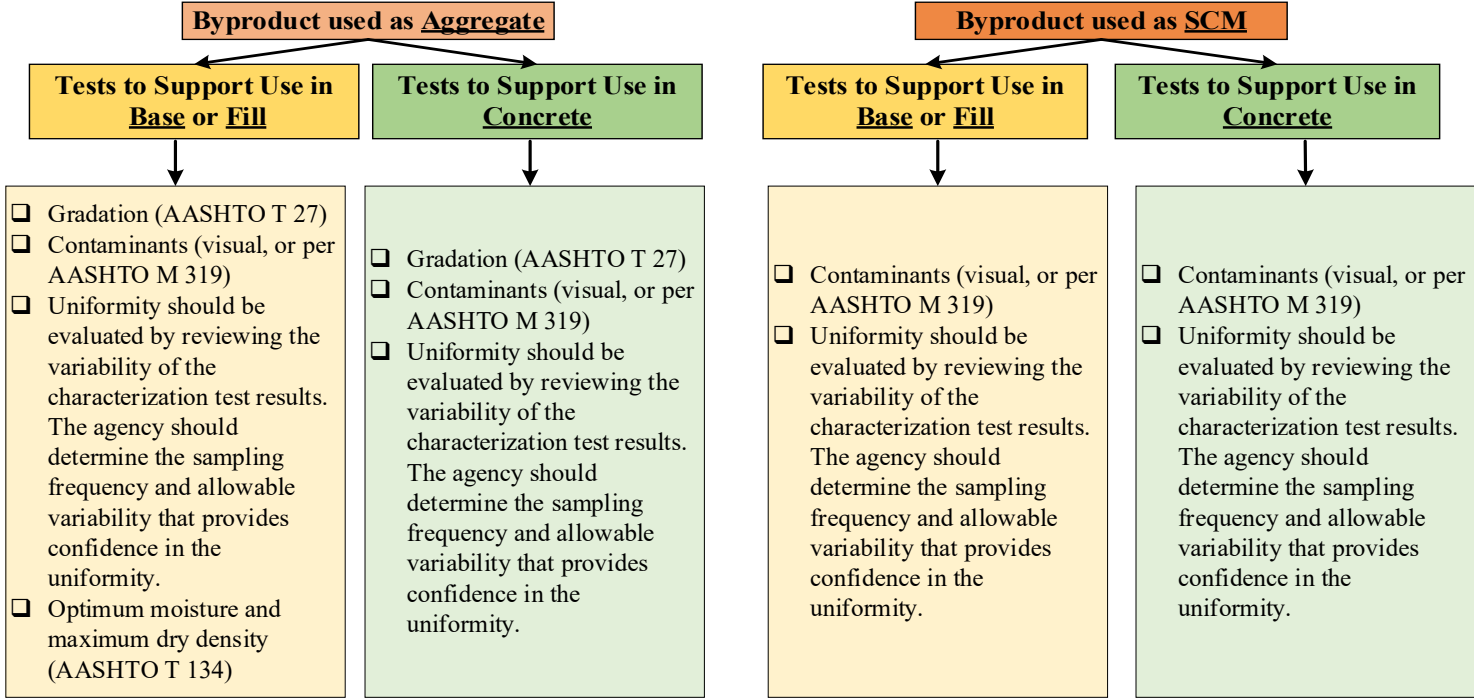 Byproduct used as Aggregate
Tests to Support Use in
Base or Fill
Tests to Support Use in
Concrete
❑ Gradation (AASHTO T 27)
❑ Contaminants (visual, or per
AASHTO M 319)
❑ Uniformity should be
evaluated by reviewing the
variability of the
characterization test results.
The agency should
determine the sampling
frequency and allowable
variability that provides
confidence in the
uniformity.
❑ Optimum moisture and
maximum dry density
(AASHTO T 134)
❑ Gradation (AASHTO T 27)
❑ Contaminants (visual, or per
AASHTO M 319)
❑ Uniformity should be
evaluated by reviewing the
variability of the
characterization test results.
The agency should
determine the sampling
frequency and allowable
variability that provides
confidence in the
uniformity.
Byproduct used as SCM
Tests to Support Use in
Base or Fill
Tests to Support Use in
Concrete
❑ Contaminants (visual, or per
AASHTO M 319)
❑ Uniformity should be
evaluated by reviewing the
variability of the
characterization test results.
The agency should
determine the sampling
frequency and allowable
variability that provides
confidence in the
uniformity.
❑ Contaminants (visual, or per
AASHTO M 319)
❑ Uniformity should be
evaluated by reviewing the
variability of the
characterization test results.
The agency should
determine the sampling
frequency and allowable
variability that provides
confidence in the
uniformity.